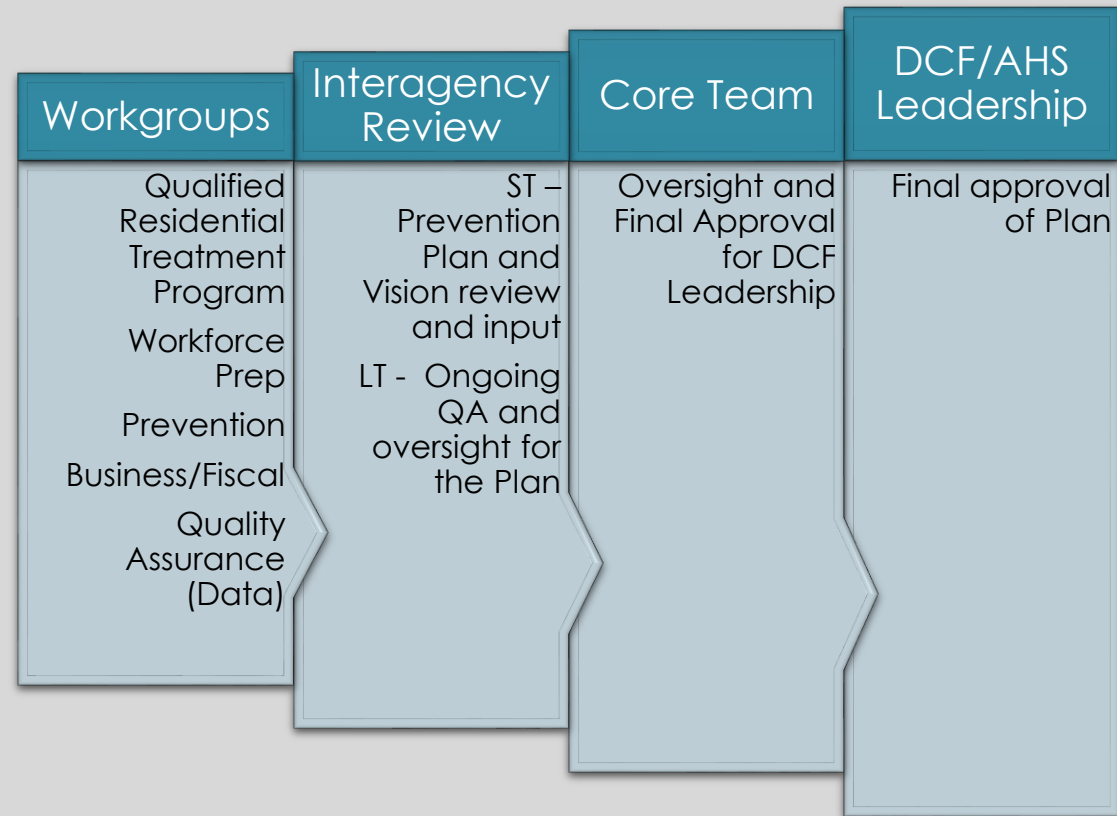 Workgroups
Qualified
Residential
Treatment
Program
Workforce
Prep
Prevention
Business/Fiscal
Quality
Assurance
(Data)
Interagency
Review
ST –
Prevention
Plan and
Vision review
and input
LT - Ongoing
QA and
oversight for
the Plan
Core Team
Oversight and
Final Approval
for DCF
Leadership
DCF/AHS
Leadership
Final approval
of Plan